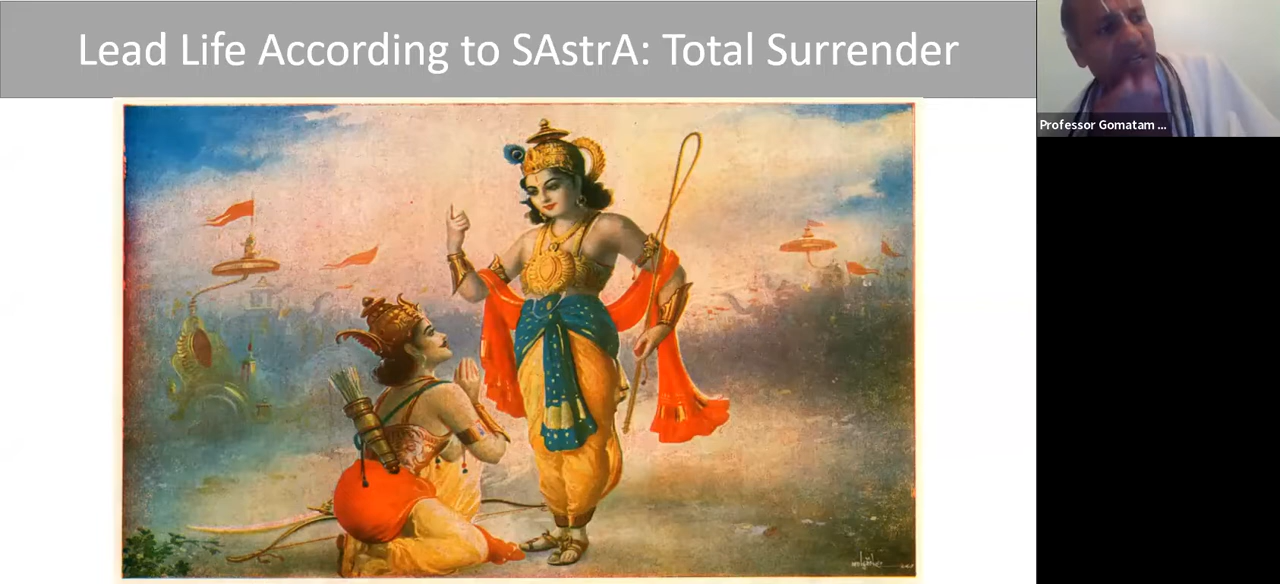 Lead Life According to SAstrA: Total Surrender
Professor Gomatam ...